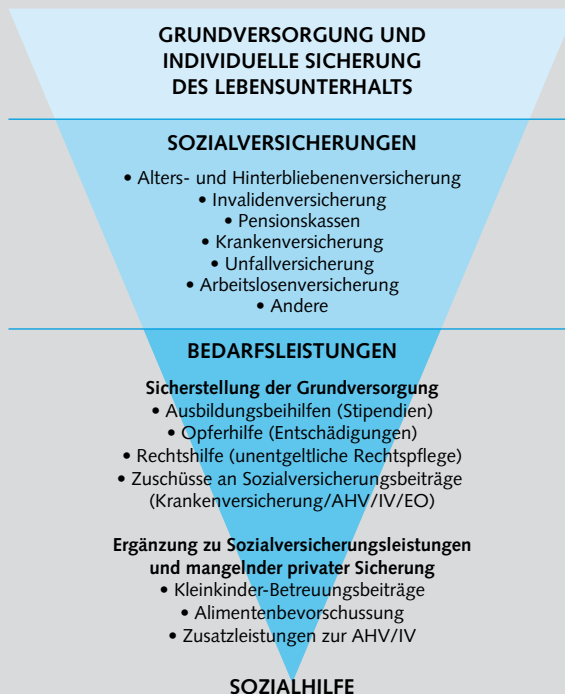 GRUNDVERSORGUNG UND
INDIVIDUELLE SICHERUNG
DES LEBENSUNTERHALTS
SOZIALVERSICHERUNGEN
• Alters- und Hinterbliebenenversicherung
• Invalidenversicherung
• Pensionskassen
• Krankenversicherung
• Unfallversicherung
• Arbeitslosenversicherung
• Andere
BEDARFSLEISTUNGEN
Sicherstellung der Grundversorgung
• Ausbildungsbeihilfen (Stipendien)
• Opferhilfe (Entschädigungen)
• Rechtshilfe (unentgeltliche Rechtspflege)
• Zuschüsse an Sozialversicherungsbeiträge
(Krankenversicherung/AHV/IV/EO)
Ergänzung zu Sozialversicherungsleistungen
und mangelnder privater Sicherung
• Kleinkinder-Betreuungsbeiträge
• Alimentenbevorschussung
• Zusatzleistungen zur AHV/IV
SOZIALHILFE